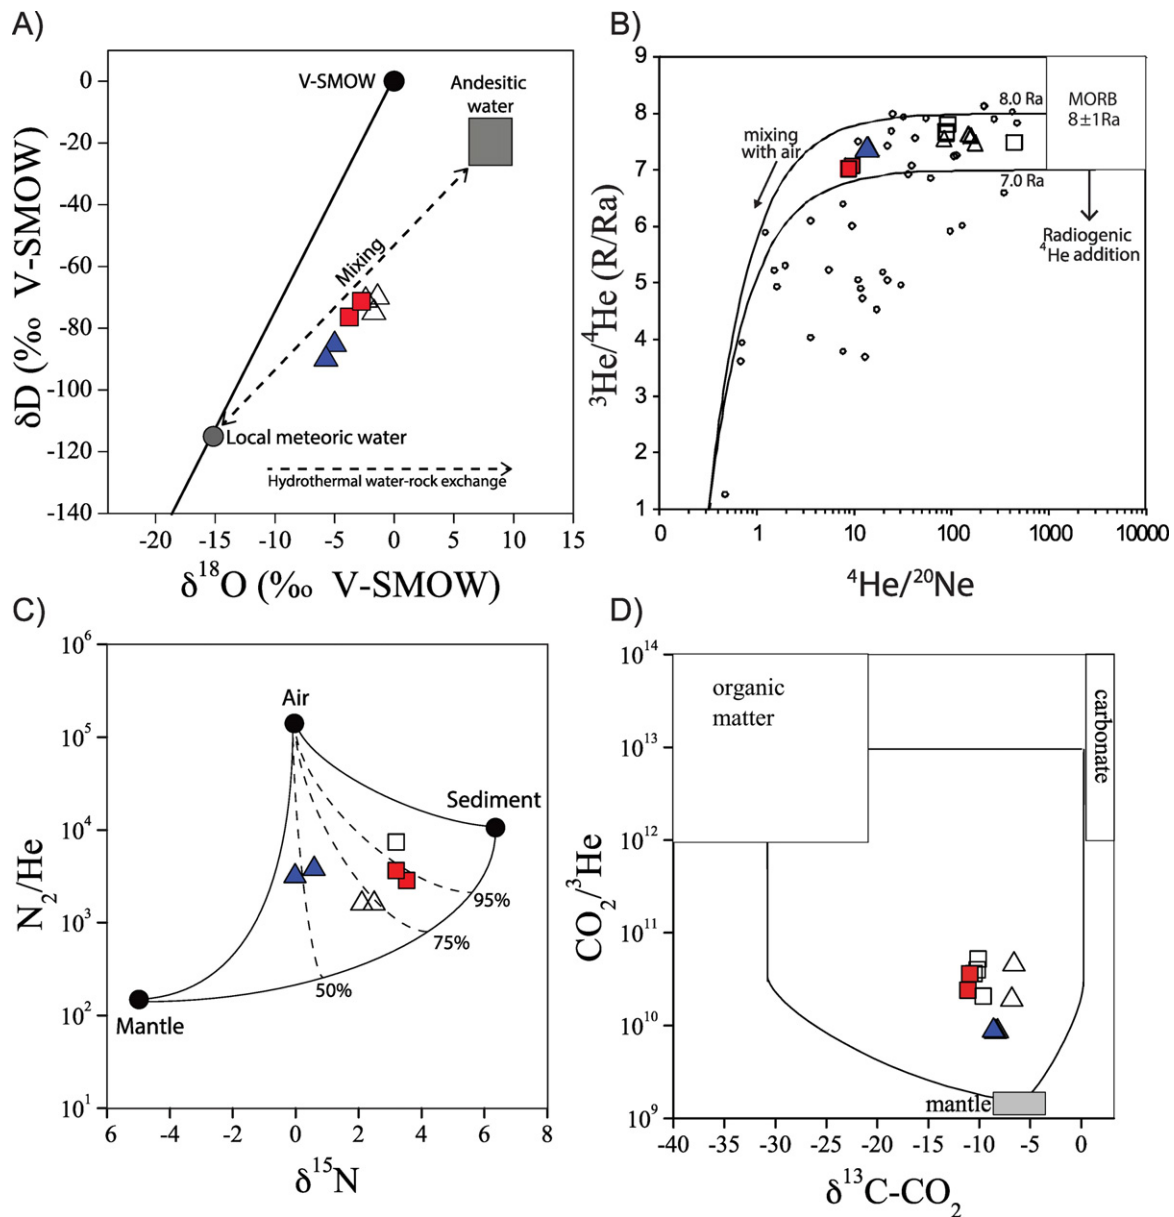 A)
0
-20
-40
-60
-80
-100
-120
-140
δD (‰ V-SMOW)
V-SMOW
Andesitic
water
Mixing
Local meteoric water
Hydrothermal water-rock exchange
-20 -15 -10 -5 0 5 10 15
δ¹⁸O (‰ V-SMOW)
B)
9
8
7
6
5
4
3
2
1
³He/⁴He (R/Ra)
8.0 Ra
MORB
8±1Ra
mixing
with air
7.0 Ra
Radiogenic
⁴He addition
0 1 10 100 1000 10000
⁴He/²⁰Ne
C)
10⁶
10⁵
10⁴
10³
10²
10¹
N₂/He
Air
Sediment
95%
75%
50%
Mantle
6 -4 -2 0 2 4 6 8
δ¹⁵N
D)
10¹⁴
10¹³
10¹²
10¹¹
10¹⁰
10⁹
CO₂/³He
organic
matter
carbonate
mantle
-40 -35 -30 -25 -20 -15 -10 -5 0
δ¹³C-CO₂